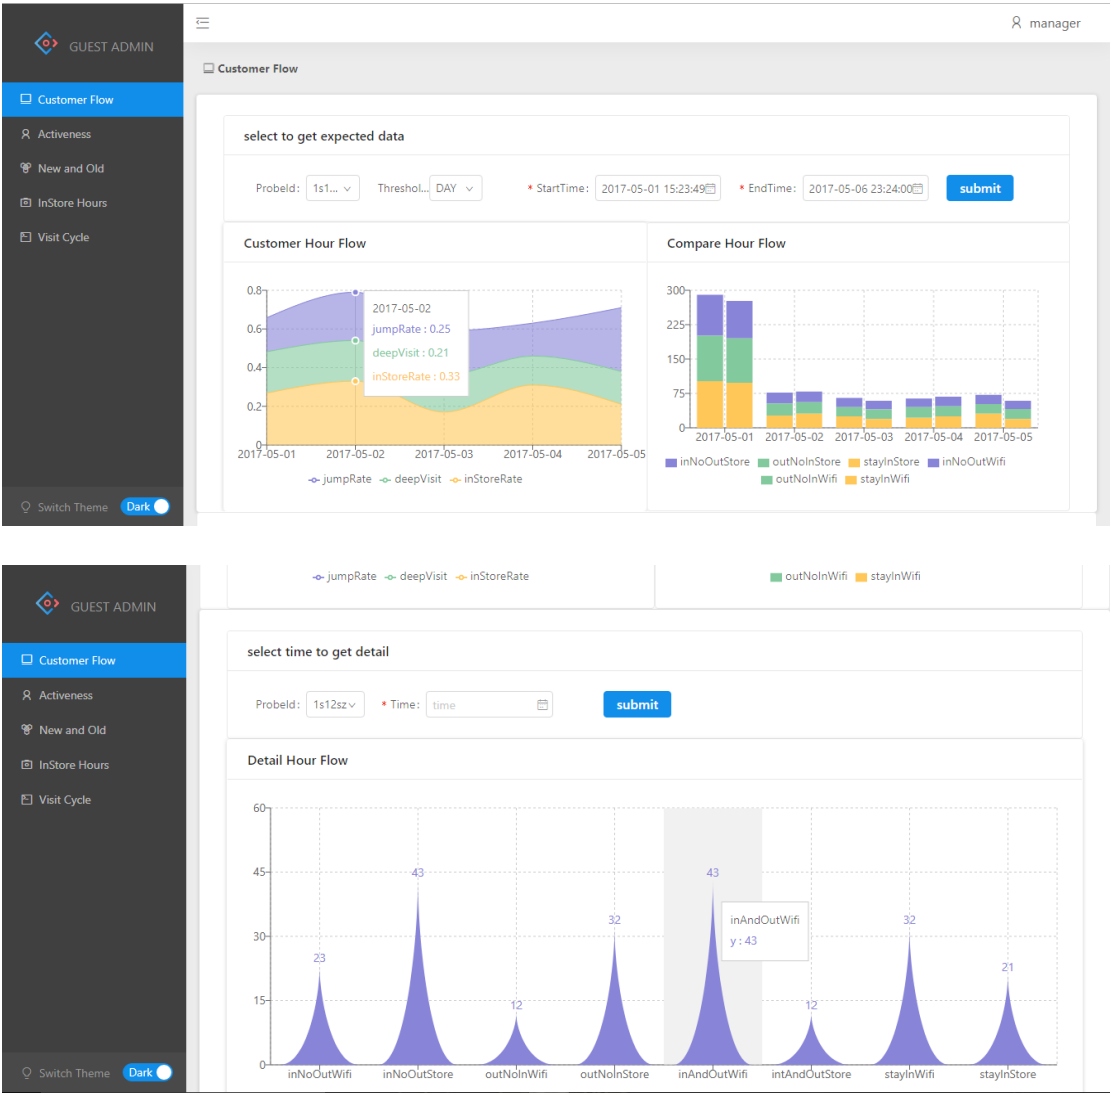 manager
GUEST ADMIN
Customer Flow
Customer Flow
Activeness
New and Old
InStore Hours
Visit Cycle
Switch Theme Dark
select to get expected data
ProbeId: 1s1... Threshol... DAY * StartTime: 2017-05-01 15:23:49 * EndTime: 2017-05-06 23:24:00 submit
Customer Hour Flow
0.8
0.6
0.4
0.2
0
2017-05-01 2017-05-02 2017-05-03 2017-05-04 2017-05-05
2017-05-02
jumpRate : 0.25
deepVisit : 0.21
inStoreRate : 0.33
jumpRate deepVisit inStoreRate
Compare Hour Flow
300
225
150
75
0
2017-05-01 2017-05-02 2017-05-03 2017-05-04 2017-05-05
inNoOutStore outNoInStore stayInStore inNoOutWifi
outNoInWifi stayInWifi
GUEST ADMIN
Customer Flow
Activeness
New and Old
InStore Hours
Visit Cycle
Switch Theme Dark
jumpRate deepVisit inStoreRate
outNoInWifi stayInWifi
select time to get detail
ProbeId: 1s12sz * Time: time submit
Detail Hour Flow
60
45
30
15
0
23 43 12 32 43 12 32 21
inAndOutWifi
y : 43
inNoOutWifi inNoOutStore outNoInWifi outNoInStore inAndOutWifi intAndOutStore stayInWifi stayInStore